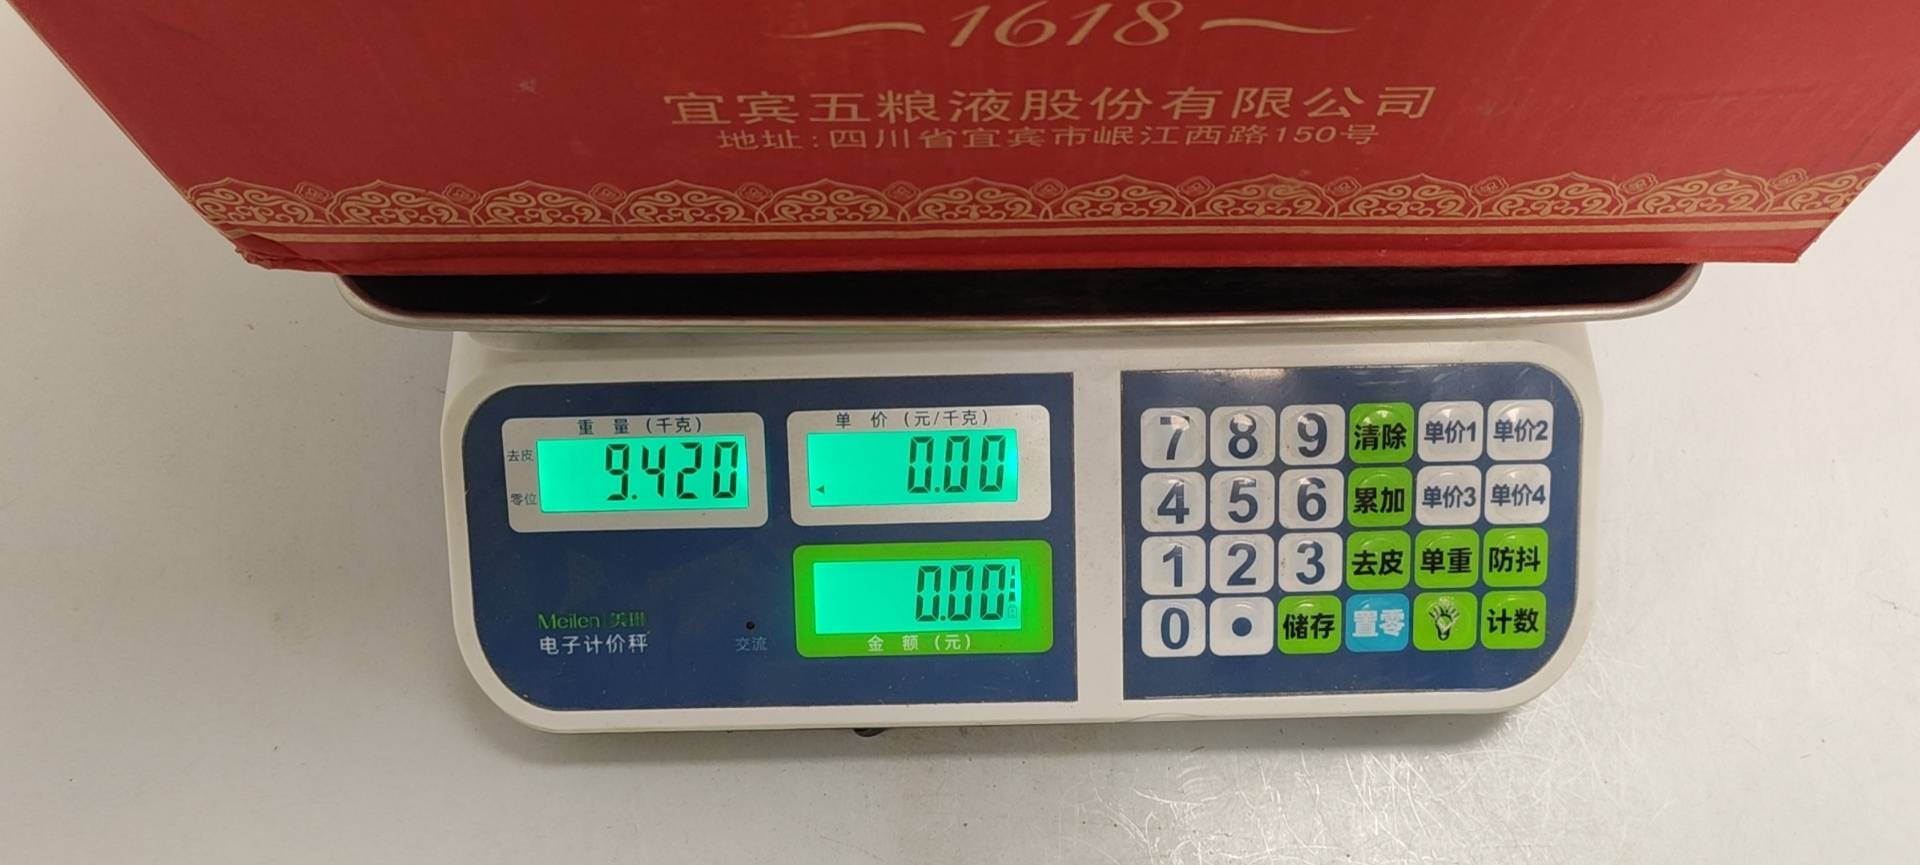 1618
宜宾五粮液股份有限公司
地址:四川省宜宾市岷江西路150号
重 量 (千克)
去皮
零位
9.420
单 价 (元/千克)
0.00
0.00
金 额 (元)
Meilen 美琳
电子计价秤
交流
7 8 9 清除 单价1 单价2
4 5 6 累加 单价3 单价4
1 2 3 去皮 单重 防抖
0 • 储存 置零 计数